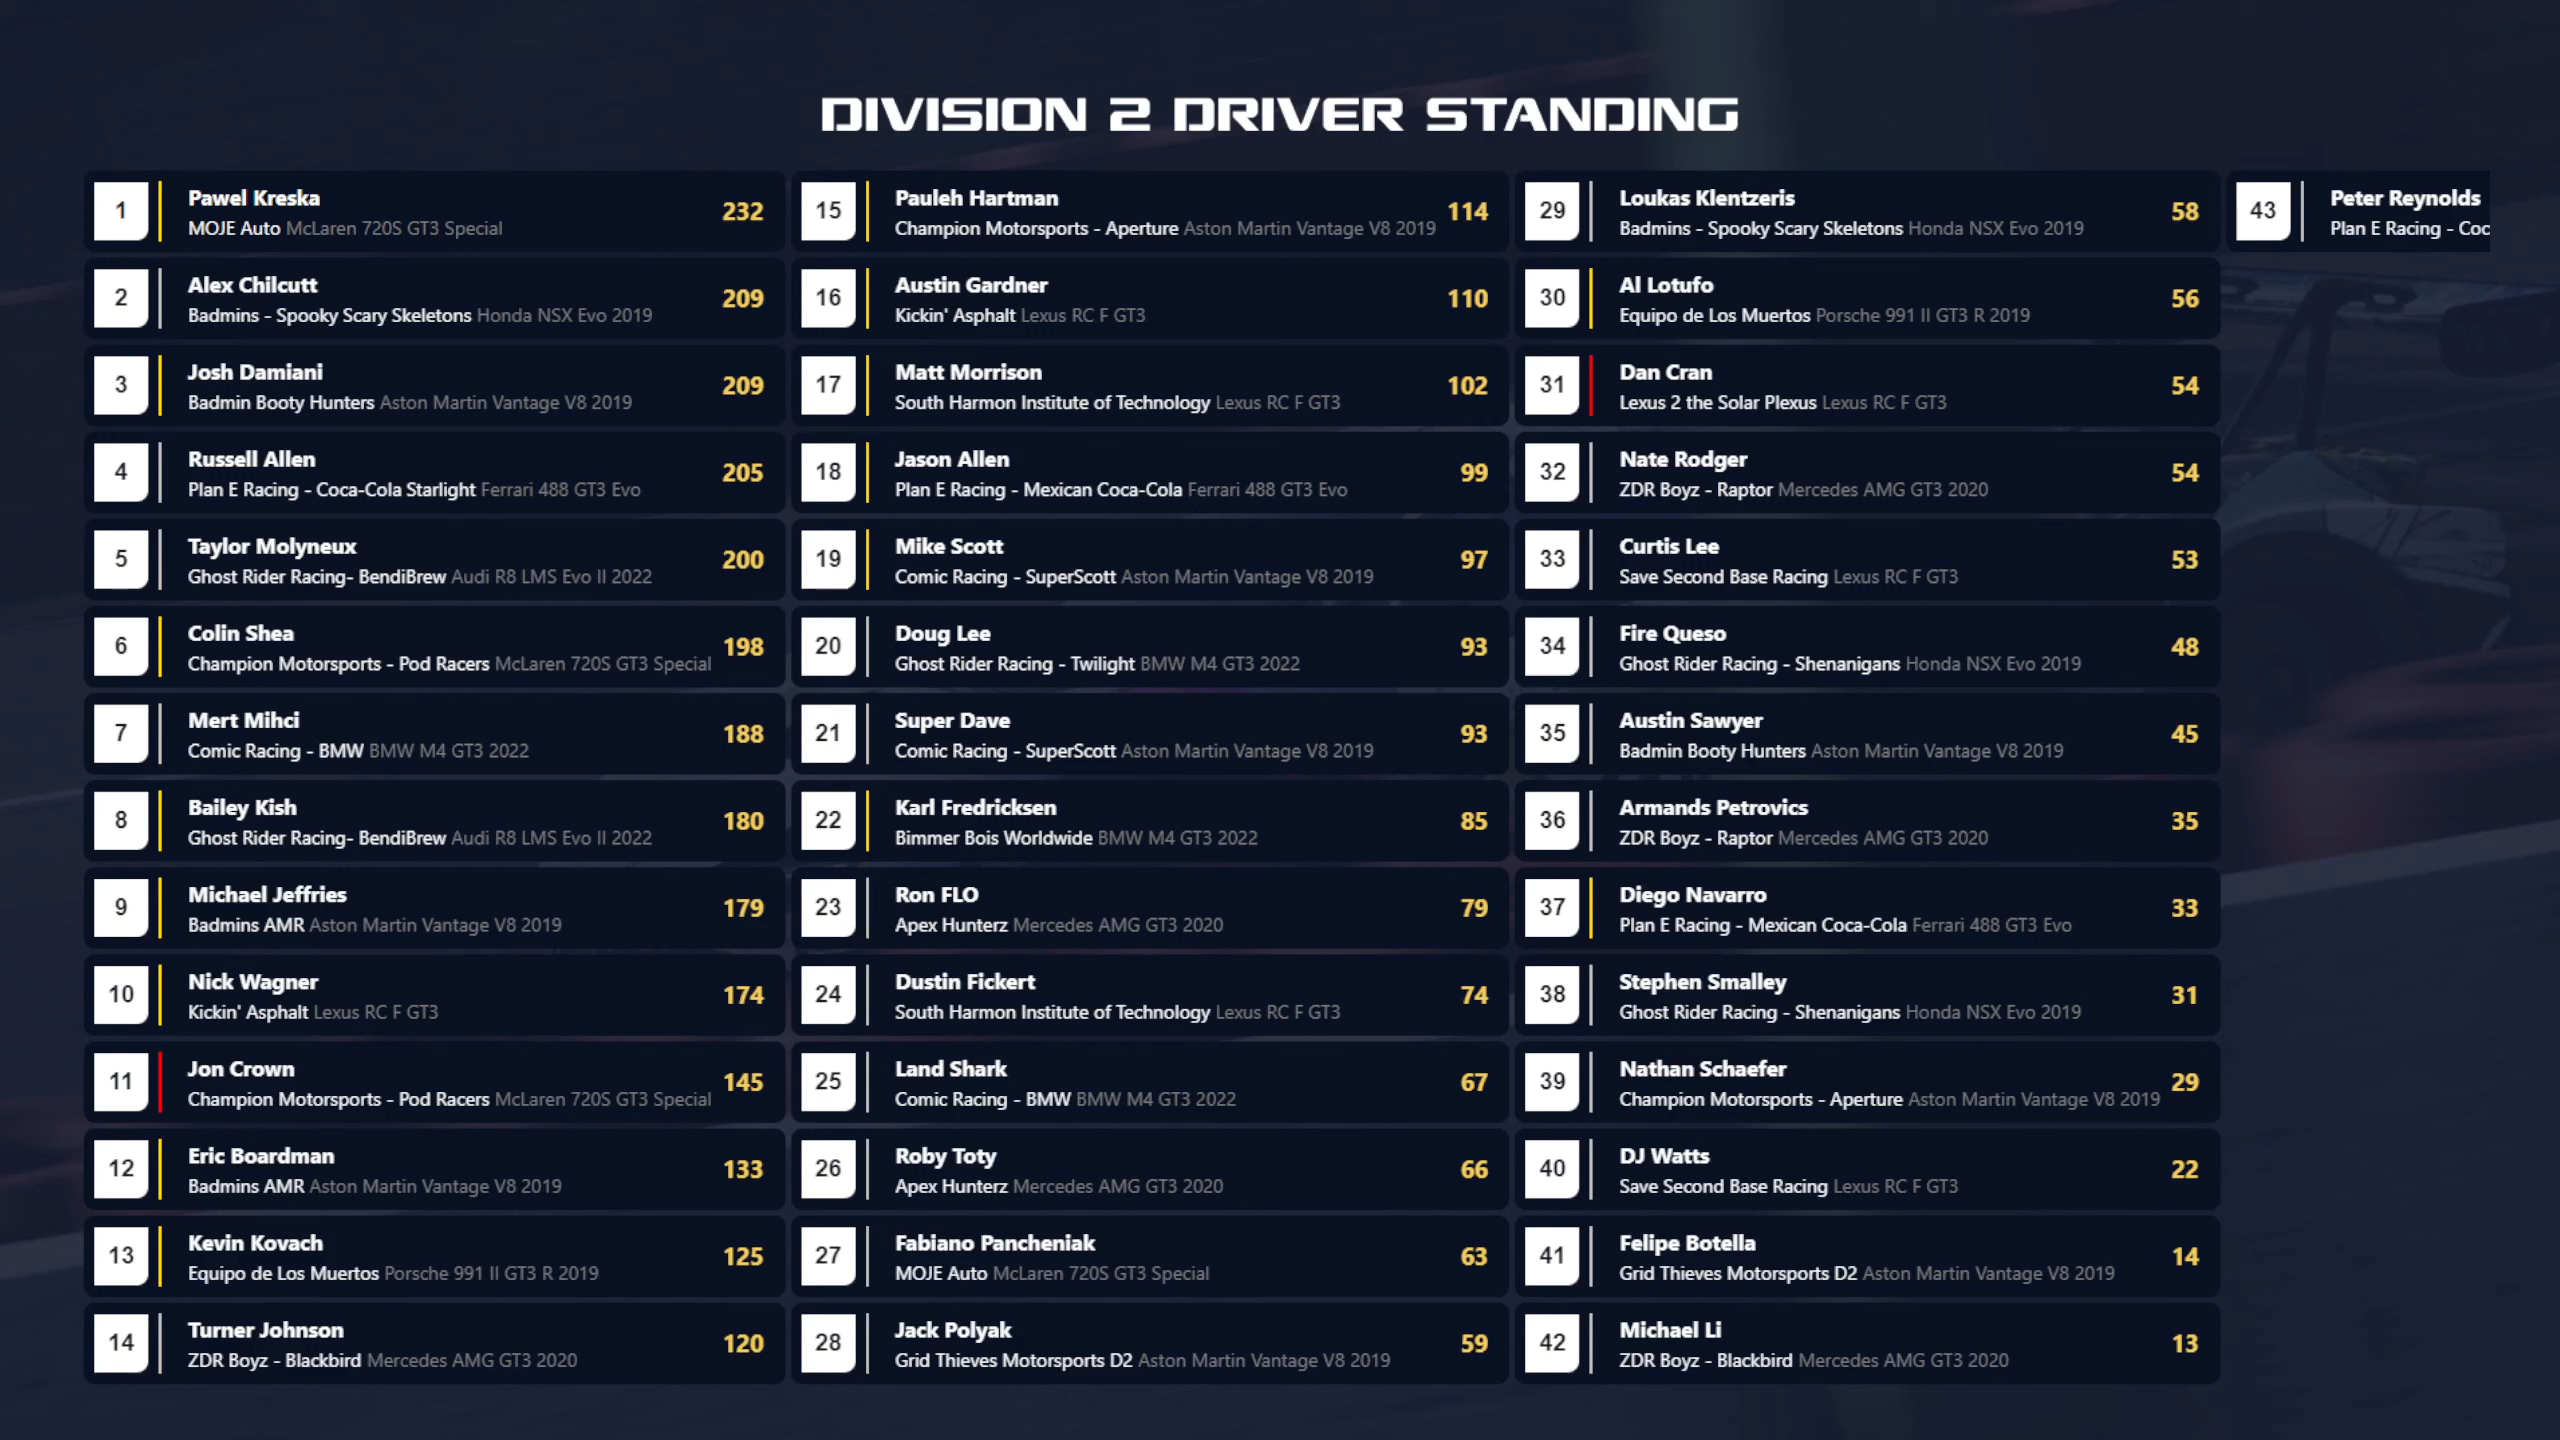 DIVISION 2 DRIVER STANDING
1
Pawel Kreska
MOJE Auto McLaren 720S GT3 Special
232
2
Alex Chilcutt
Badmins - Spooky Scary Skeletons Honda NSX Evo 2019
209
3
Josh Damiani
Badmin Booty Hunters Aston Martin Vantage V8 2019
209
4
Russell Allen
Plan E Racing - Coca-Cola Starlight Ferrari 488 GT3 Evo
205
5
Taylor Molyneux
Ghost Rider Racing- BendiBrew Audi R8 LMS Evo II 2022
200
6
Colin Shea
Champion Motorsports - Pod Racers McLaren 720S GT3 Special
198
7
Mert Mihci
Comic Racing - BMW BMW M4 GT3 2022
188
8
Bailey Kish
Ghost Rider Racing- BendiBrew Audi R8 LMS Evo II 2022
180
9
Michael Jeffries
Badmins AMR Aston Martin Vantage V8 2019
179
10
Nick Wagner
Kickin' Asphalt Lexus RC F GT3
174
11
Jon Crown
Champion Motorsports - Pod Racers McLaren 720S GT3 Special
145
12
Eric Boardman
Badmins AMR Aston Martin Vantage V8 2019
133
13
Kevin Kovach
Equipo de Los Muertos Porsche 991 II GT3 R 2019
125
14
Turner Johnson
ZDR Boyz - Blackbird Mercedes AMG GT3 2020
120
15
Pauleh Hartman
Champion Motorsports - Aperture Aston Martin Vantage V8 2019
114
16
Austin Gardner
Kickin' Asphalt Lexus RC F GT3
110
17
Matt Morrison
South Harmon Institute of Technology Lexus RC F GT3
102
18
Jason Allen
Plan E Racing - Mexican Coca-Cola Ferrari 488 GT3 Evo
99
19
Mike Scott
Comic Racing - SuperScott Aston Martin Vantage V8 2019
97
20
Doug Lee
Ghost Rider Racing - Twilight BMW M4 GT3 2022
93
21
Super Dave
Comic Racing - SuperScott Aston Martin Vantage V8 2019
93
22
Karl Fredricksen
Bimmer Bois Worldwide BMW M4 GT3 2022
85
23
Ron FLO
Apex Hunterz Mercedes AMG GT3 2020
79
24
Dustin Fickert
South Harmon Institute of Technology Lexus RC F GT3
74
25
Land Shark
Comic Racing - BMW BMW M4 GT3 2022
67
26
Roby Toty
Apex Hunterz Mercedes AMG GT3 2020
66
27
Fabiano Pancheniak
MOJE Auto McLaren 720S GT3 Special
63
28
Jack Polyak
Grid Thieves Motorsports D2 Aston Martin Vantage V8 2019
59
29
Loukas Klentzeris
Badmins - Spooky Scary Skeletons Honda NSX Evo 2019
58
30
Al Lotufo
Equipo de Los Muertos Porsche 991 II GT3 R 2019
56
31
Dan Cran
Lexus 2 the Solar Plexus Lexus RC F GT3
54
32
Nate Rodger
ZDR Boyz - Raptor Mercedes AMG GT3 2020
54
33
Curtis Lee
Save Second Base Racing Lexus RC F GT3
53
34
Fire Queso
Ghost Rider Racing - Shenanigans Honda NSX Evo 2019
48
35
Austin Sawyer
Badmin Booty Hunters Aston Martin Vantage V8 2019
45
36
Armands Petrovics
ZDR Boyz - Raptor Mercedes AMG GT3 2020
35
37
Diego Navarro
Plan E Racing - Mexican Coca-Cola Ferrari 488 GT3 Evo
33
38
Stephen Smalley
Ghost Rider Racing - Shenanigans Honda NSX Evo 2019
31
39
Nathan Schaefer
Champion Motorsports - Aperture Aston Martin Vantage V8 2019
29
40
DJ Watts
Save Second Base Racing Lexus RC F GT3
22
41
Felipe Botella
Grid Thieves Motorsports D2 Aston Martin Vantage V8 2019
14
42
Michael Li
ZDR Boyz - Blackbird Mercedes AMG GT3 2020
13
43
Peter Reynolds
Plan E Racing - Coc